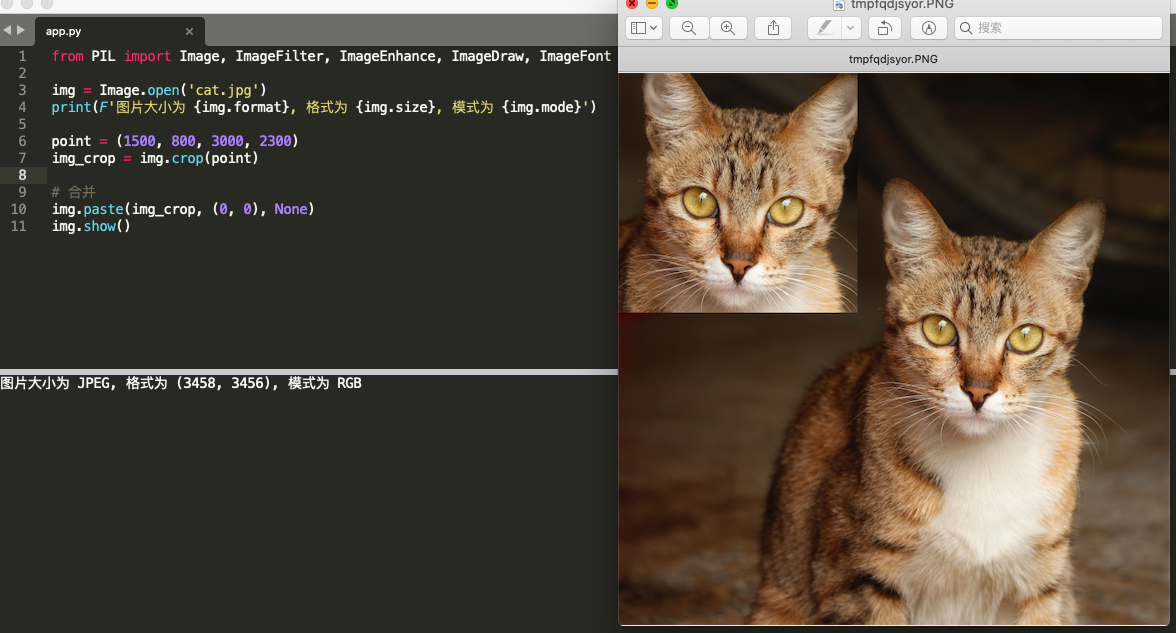 app.py
1 from PIL import Image, ImageFilter, ImageEnhance, ImageDraw, ImageFont
2
3 img = Image.open('cat.jpg')
4 print(F'图片大小为 {img.format}, 格式为 {img.size}, 模式为 {img.mode}')
5
6 point = (1500, 800, 3000, 2300)
7 img_crop = img.crop(point)
8
9 # 合并
10 img.paste(img_crop, (0, 0), None)
11 img.show()
图片大小为 JPEG, 格式为 (3458, 3456), 模式为 RGB
tmpfqdjsyor.PNG
搜索
tmpfqdjsyor.PNG